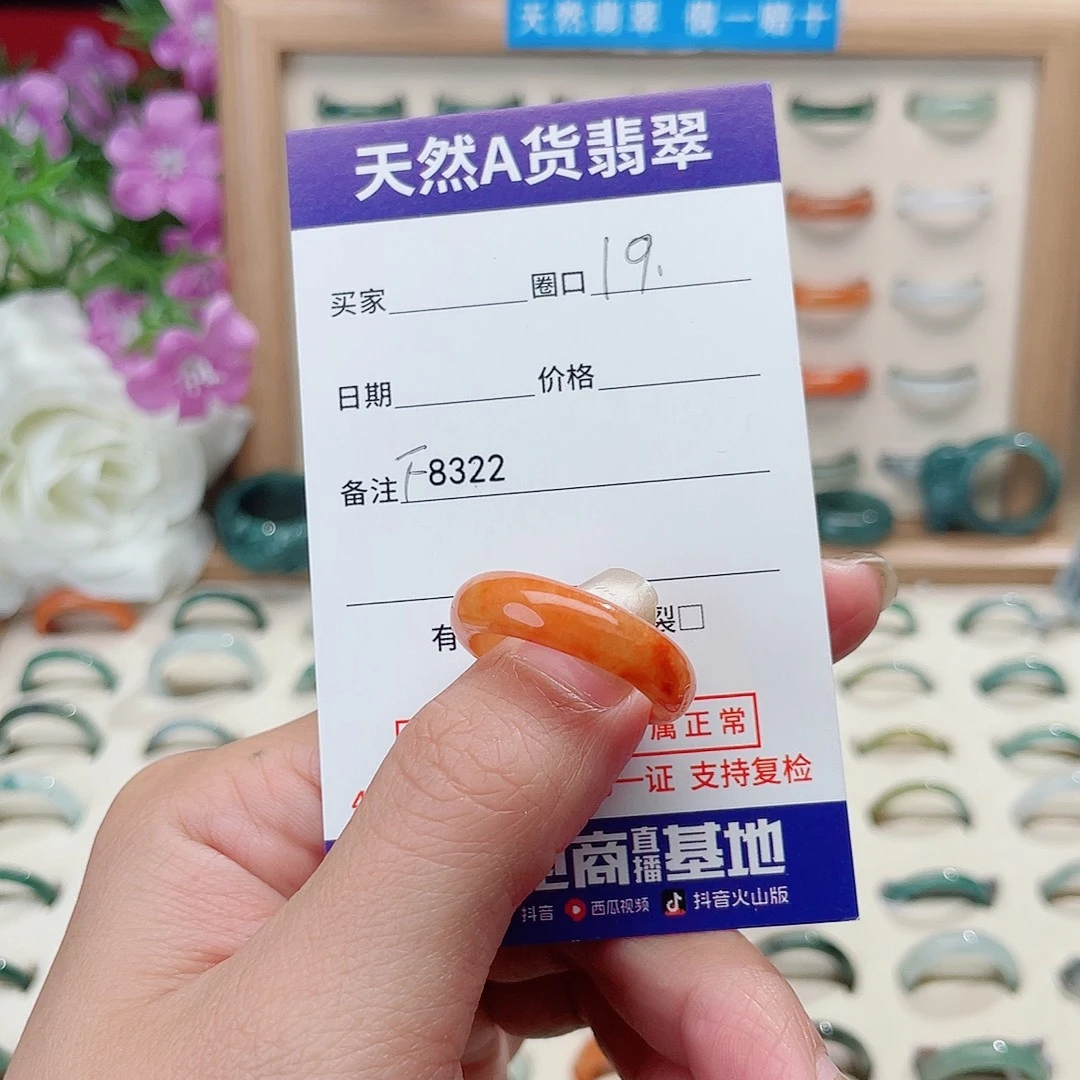 天然翡翠 假一赔十
天然A货翡翠
买家 圈口 19.
日期 价格
备注 F8322
有 裂□
属正常
一证 支持复检
电商直播基地
抖音 西瓜视频 抖音火山版